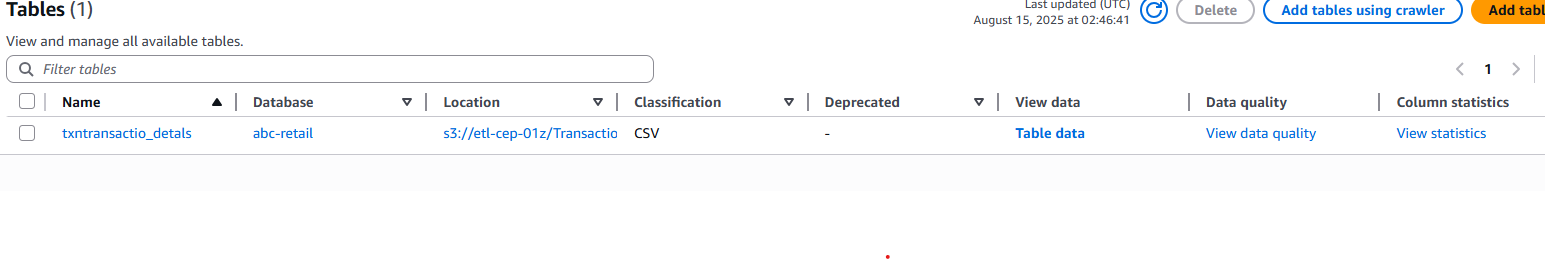 Tables (1)
Last updated (UTC)
August 15, 2025 at 02:46:41
Delete
Add tables using crawler
Add tabl
View and manage all available tables.
Filter tables
1
Name Database Location Classification Deprecated View data Data quality Column statistics
txntransactio_detals abc-retail s3://etl-cep-01z/Transactio CSV - Table data View data quality View statistics